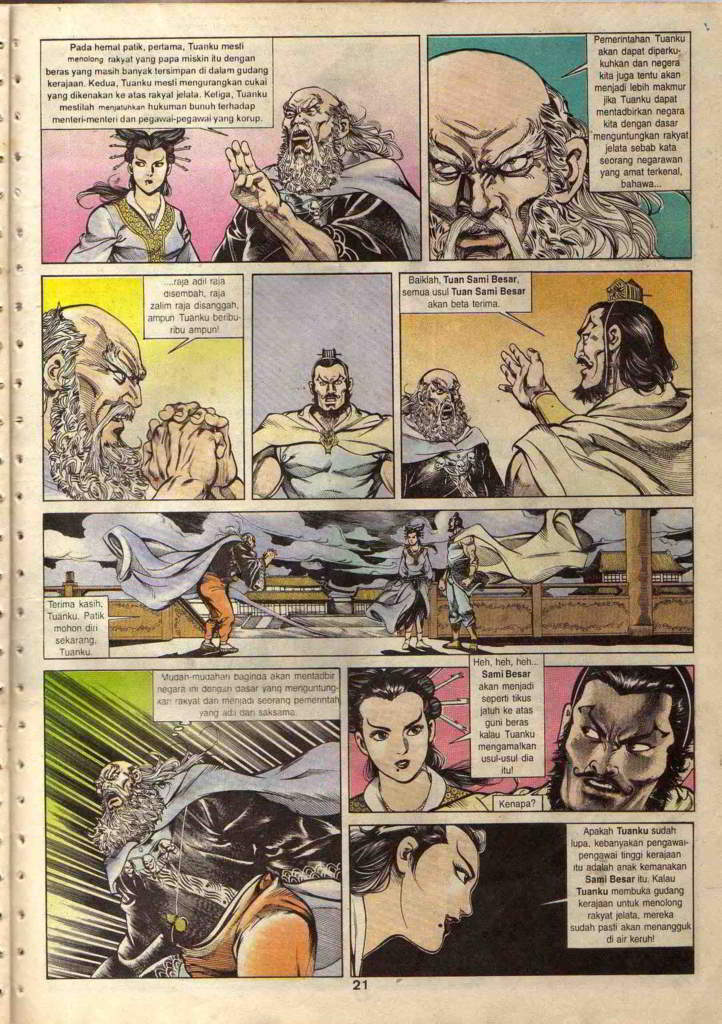 Pada hemat patik, pertama, Tuanku mesti
menolong rakyat yang papa miskin itu dengan
beras yang masih banyak tersimpan di dalam gudang
kerajaan. Kedua, Tuanku mesti mengurangkan cukai
yang dikenakan ke atas rakyat jelata. Ketiga, Tuanku
mestilah menjatuhkan hukuman bunuh terhadap
menteri-menteri dan pegawai-pegawai yang korup.
Pemerintahan Tuanku
akan dapat diperku-
kuhkan dan negera
kita juga tentu akan
menjadi lebih makmur
jika Tuanku dapat
mentadbirkan negara
kita dengan dasar
menguntungkan rakyat
jelata sebab kata
seorang negarawan
yang amat terkenal,
bahawa...
....raja adil raja
disembah, raja
zalim raja disanggah,
ampun Tuanku beribu-
ribu ampun!
Baiklah, Tuan Sami Besar,
semua usul Tuan Sami Besar
akan beta terima.
Terima kasih,
Tuanku. Patik
mohon diri
sekarang,
Tuanku.
Mudah-mudahan baginda akan mentadbir
negara ini dengan dasar yang menguntung-
kan rakyat dan menjadi seorang pemerintah
yang adil dan saksama.
Heh, heh, heh...
Sami Besar
akan menjadi
seperti tikus
jatuh ke atas
guni beras
kalau Tuanku
mengamalkan
usul-usul dia
itu!
Kenapa?
Apakah Tuanku sudah
lupa, kebanyakan pengawai-
pengawai tinggi kerajaan
itu adalah anak kemanakan
Sami Besar itu. Kalau
Tuanku membuka gudang
kerajaan untuk menolong
rakyat jelata, mereka
sudah pasti akan menangguk
di air keruh!
21